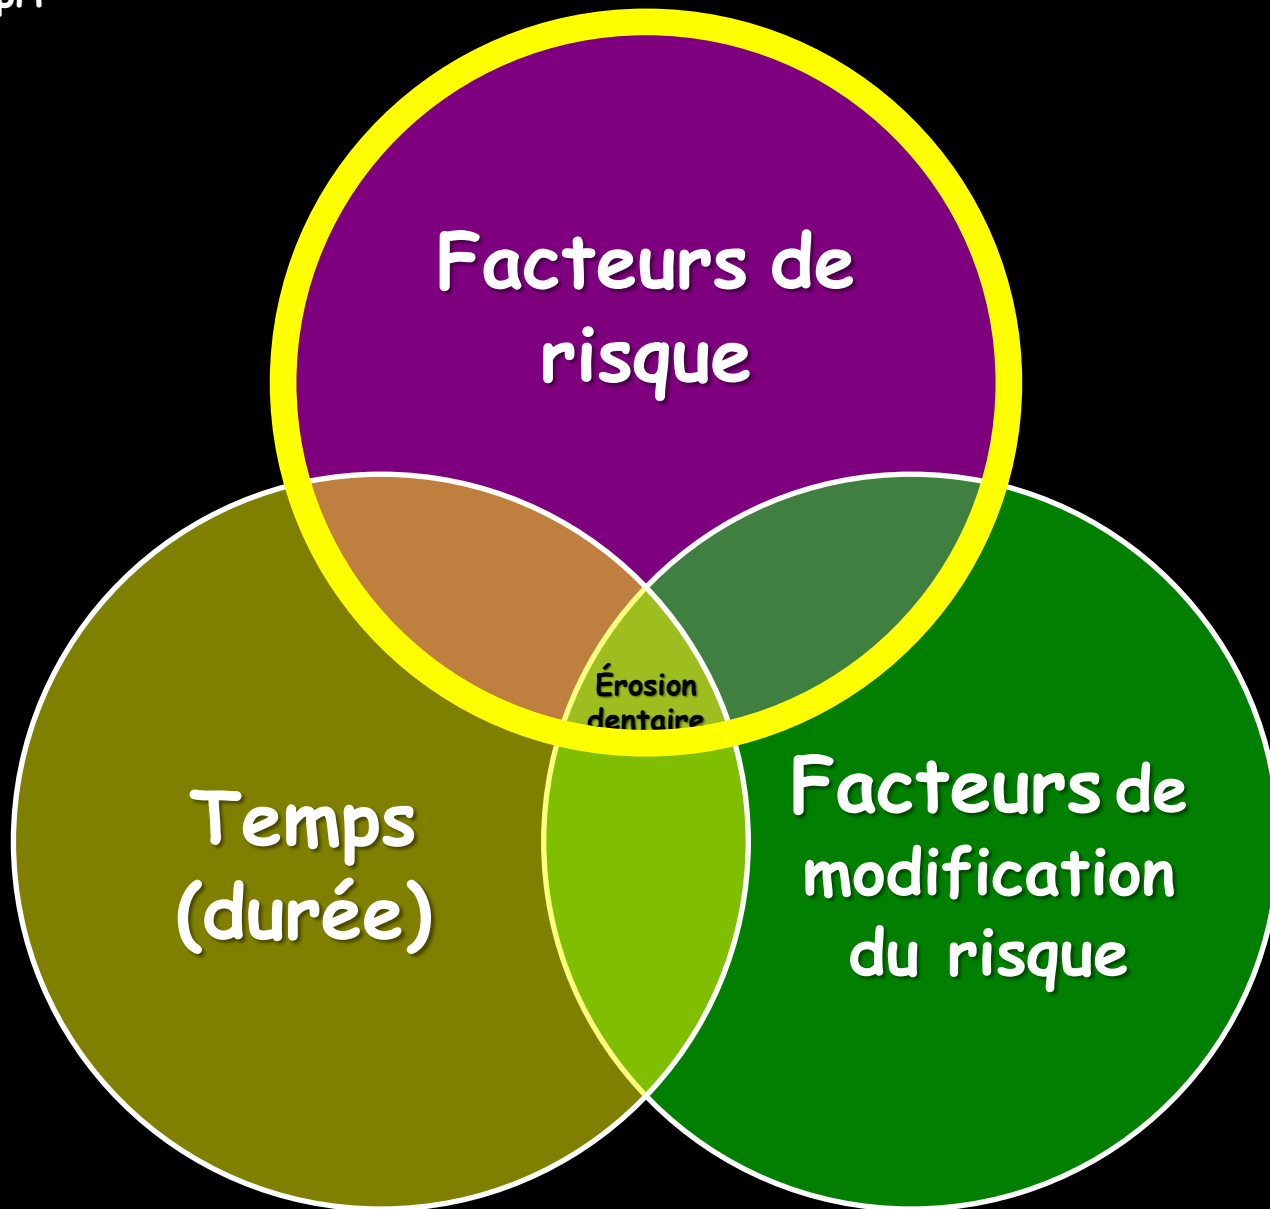 Facteurs de
risque
Érosion
dentaire
Temps
(durée)
Facteurs de
modification
du risque